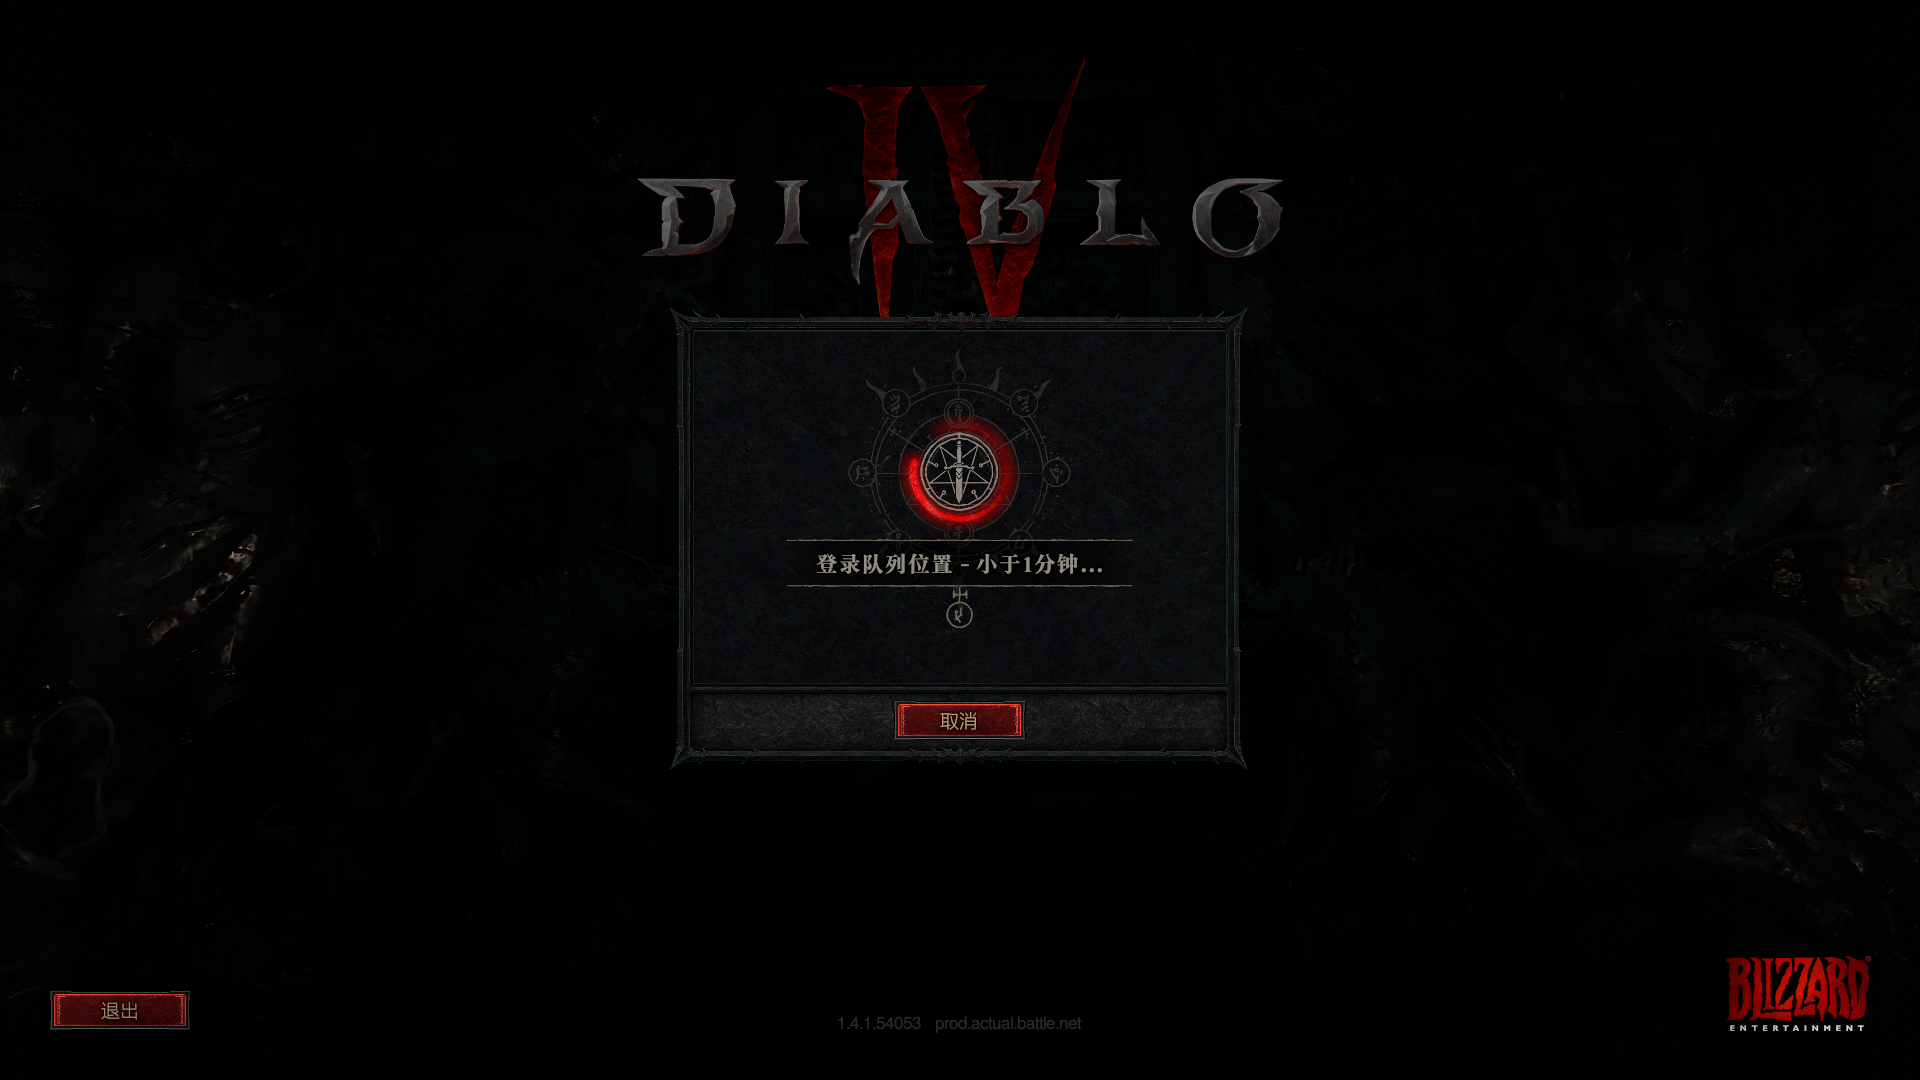 DIABLO
IV
登录队列位置 - 小于1分钟...
取消
退出
1.4.1.54053 prod.actual.battle.net
BLIZZARD
ENTERTAINMENT